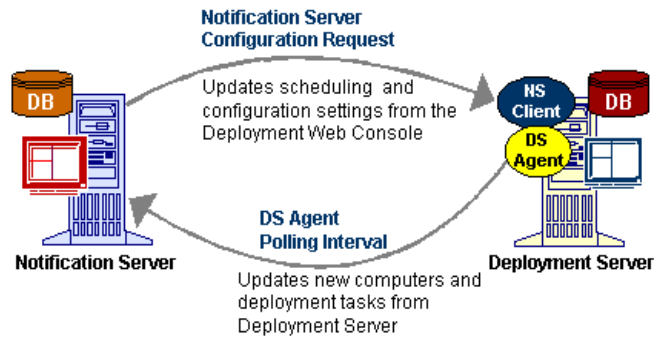 Notification Server
Configuration Request
Updates scheduling and
configuration settings from the
Deployment Web Console
DB
NS
Client
DB
DS
Agent
DS Agent
Polling Interval
Notification Server
Deployment Server
Updates new computers and
deployment tasks from
Deployment Server